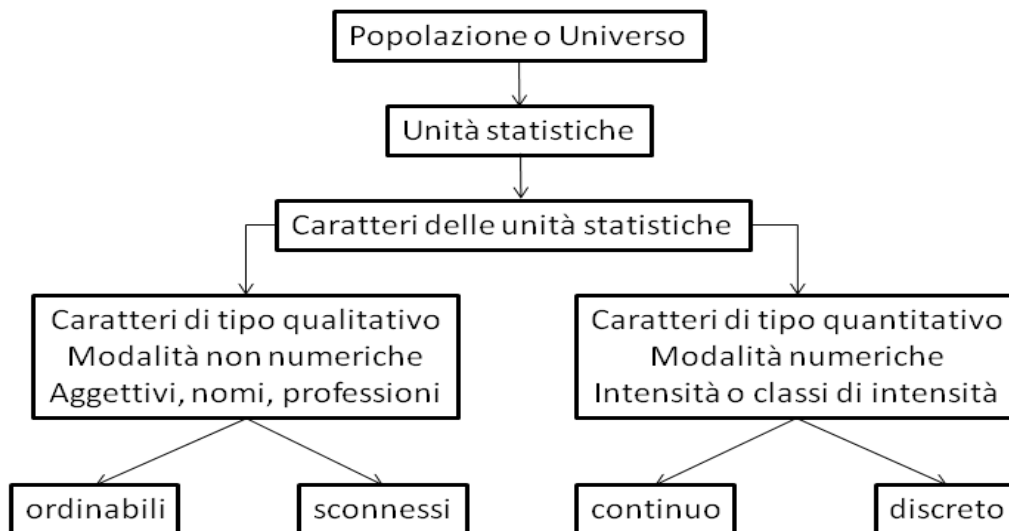 Popolazione o Universo
Unità statistiche
Caratteri delle unità statistiche
Caratteri di tipo qualitativo
Modalità non numeriche
Aggettivi, nomi, professioni
Caratteri di tipo quantitativo
Modalità numeriche
Intensità o classi di intensità
ordinabili
sconnessi
continuo
discreto